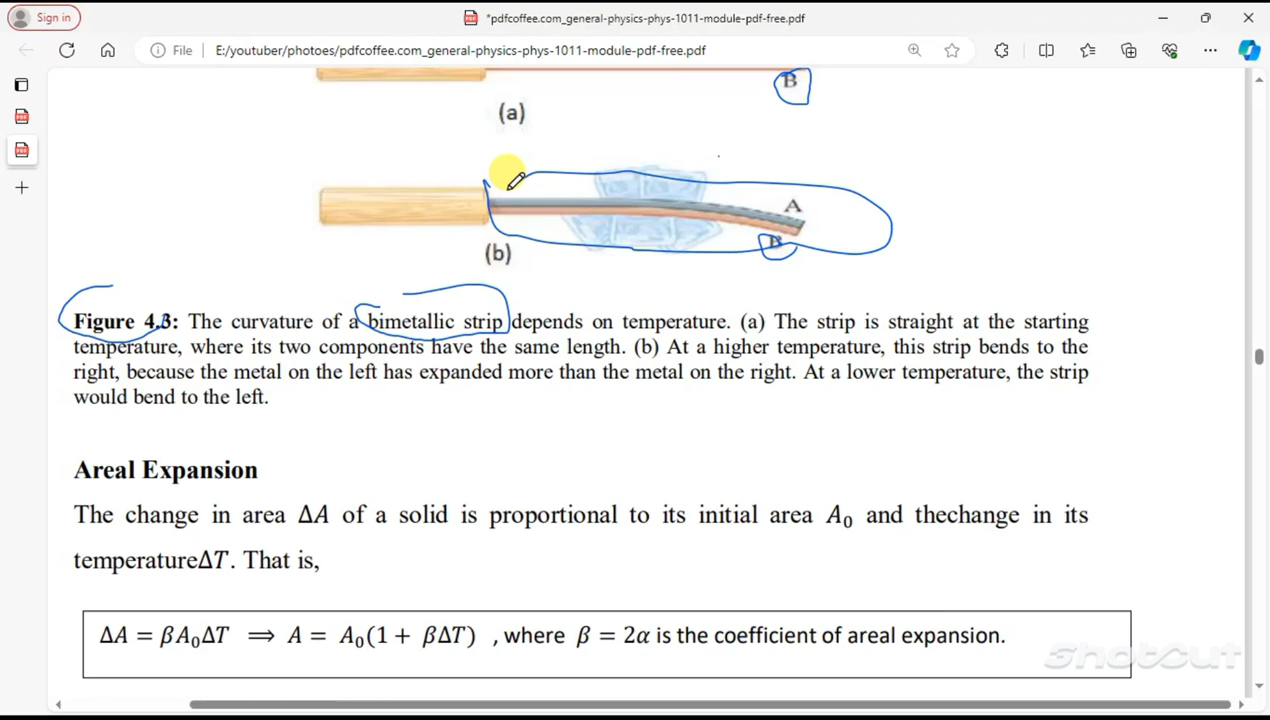 Sign in
*pdfcoffee.com_general-physics-phys-1011-module-pdf-free.pdf
File
E:/youtuber/photoes/pdfcoffee.com_general-physics-phys-1011-module-pdf-free.pdf
B
(a)
A
B
(b)
Figure 4.3: The curvature of a bimetallic strip depends on temperature. (a) The strip is straight at the starting
temperature, where its two components have the same length. (b) At a higher temperature, this strip bends to the
right, because the metal on the left has expanded more than the metal on the right. At a lower temperature, the strip
would bend to the left.
Areal Expansion
The change in area ΔA of a solid is proportional to its initial area A₀ and thechange in its
temperatureΔT. That is,
ΔA = βA₀ΔT ⟹ A = A₀(1 + βΔT) , where β = 2α is the coefficient of areal expansion.
shotcut